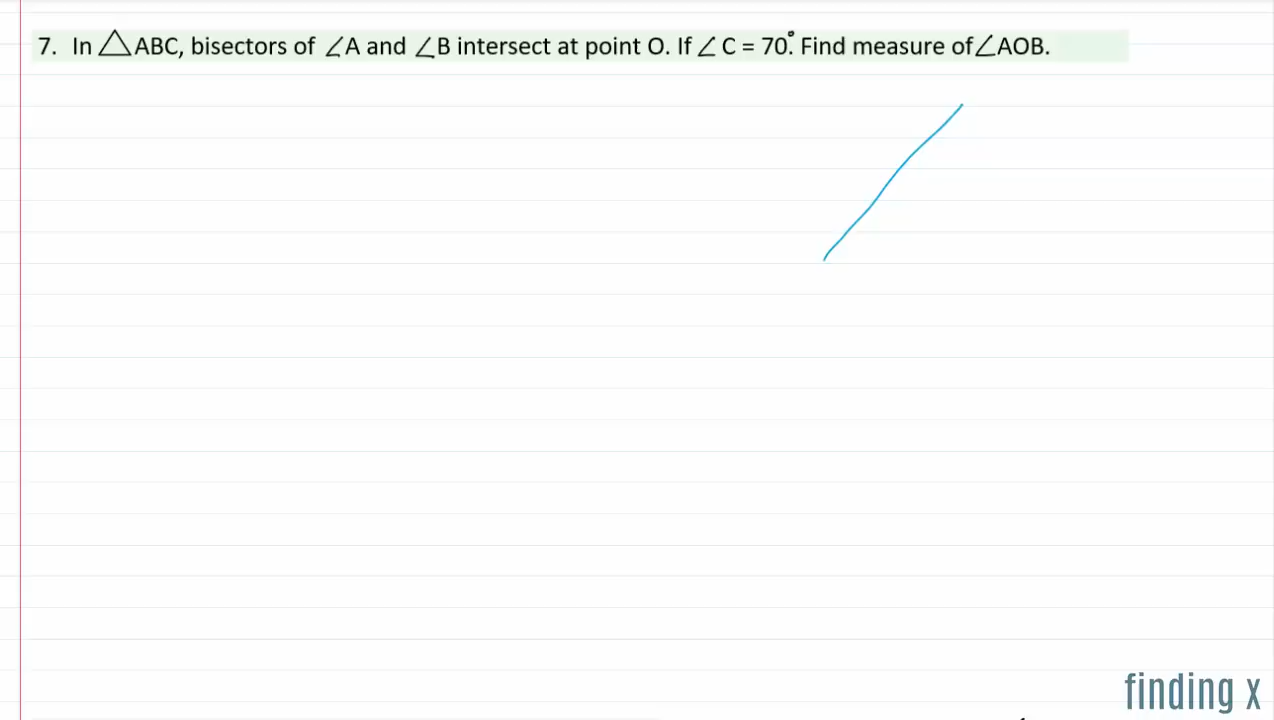 7. In △ABC, bisectors of ∠A and ∠B intersect at point O. If ∠C = 70°. Find measure of∠AOB.
finding x